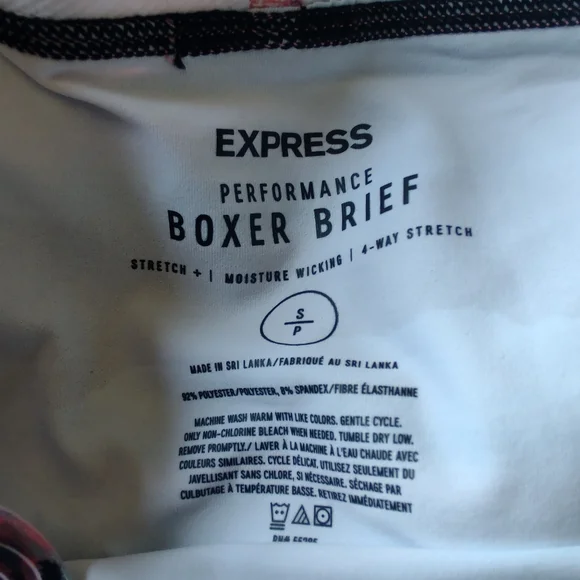 EXPRESS
PERFORMANCE
BOXER BRIEF
STRETCH + | MOISTURE WICKING | 4-WAY STRETCH
S
P
MADE IN SRI LANKA/FABRIQUÉ AU SRI LANKA
92% POLYESTER/POLYESTER, 8% SPANDEX/FIBRE ÉLASTHANNE
MACHINE WASH WARM WITH LIKE COLORS. GENTLE CYCLE.
ONLY NON-CHLORINE BLEACH WHEN NEEDED. TUMBLE DRY LOW.
REMOVE PROMPTLY./ LAVER À LA MACHINE À L'EAU CHAUDE AVEC
COULEURS SIMILAIRES. CYCLE DÉLICAT. UTILISEZ SEULEMENT DU
JAVELLISANT SANS CHLORE, SI NÉCESSAIRE. SÉCHAGE PAR
CULBUTAGE À TEMPÉRATURE BASSE. RETIREZ IMMÉDIATEMENT